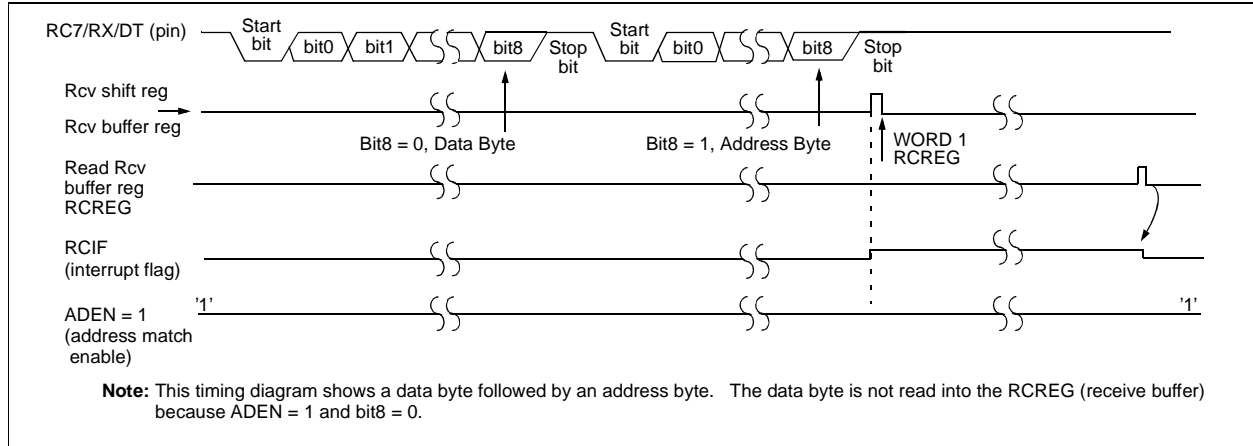 RC7/RX/DT (pin)
Start
bit
bit0
bit1
bit8
Stop
bit
Start
bit
bit0
bit8
Stop
bit
Rcv shift reg
Rcv buffer reg
Bit8 = 0, Data Byte
Bit8 = 1, Address Byte
WORD 1
RCREG
Read Rcv
buffer reg
RCREG
RCIF
(interrupt flag)
'1'
'1'
ADEN = 1
(address match
enable)
Note: This timing diagram shows a data byte followed by an address byte. The data byte is not read into the RCREG (receive buffer)
because ADEN = 1 and bit8 = 0.